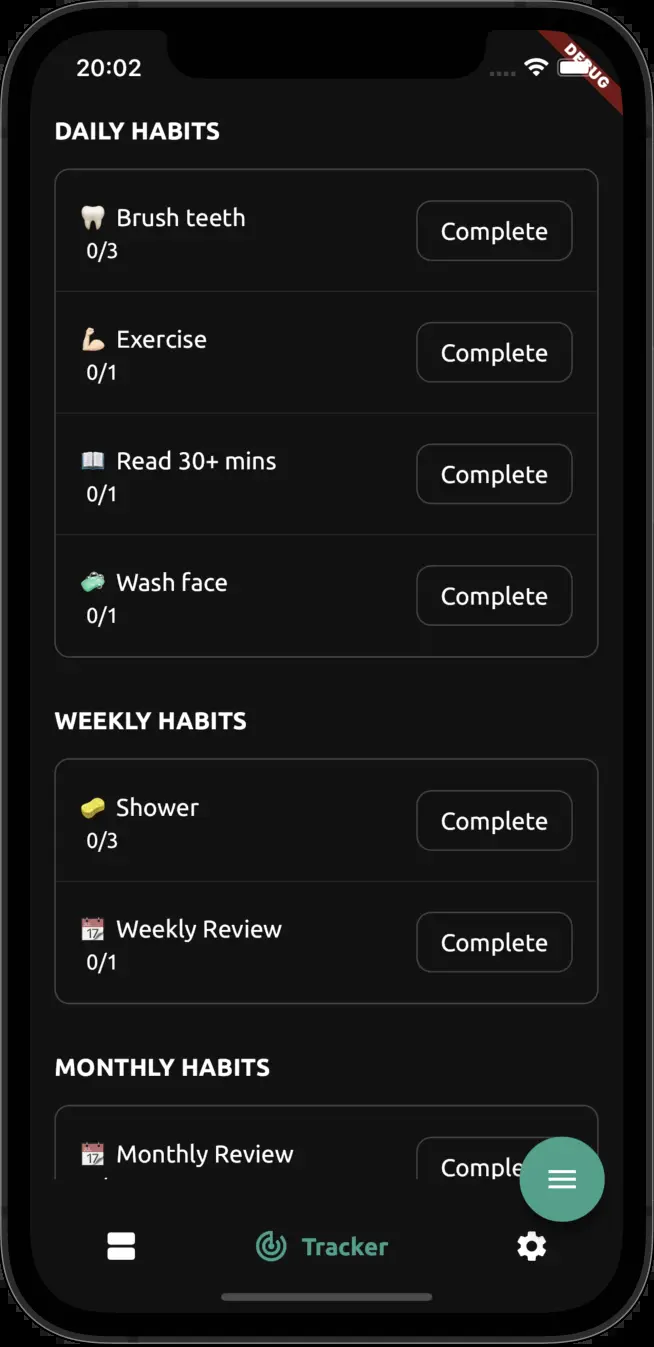 20:02
DEBUG
DAILY HABITS
Brush teeth
0/3
Complete
Exercise
0/1
Complete
Read 30+ mins
0/1
Complete
Wash face
0/1
Complete
WEEKLY HABITS
Shower
0/3
Complete
Weekly Review
0/1
Complete
MONTHLY HABITS
Monthly Review
Comple
Tracker